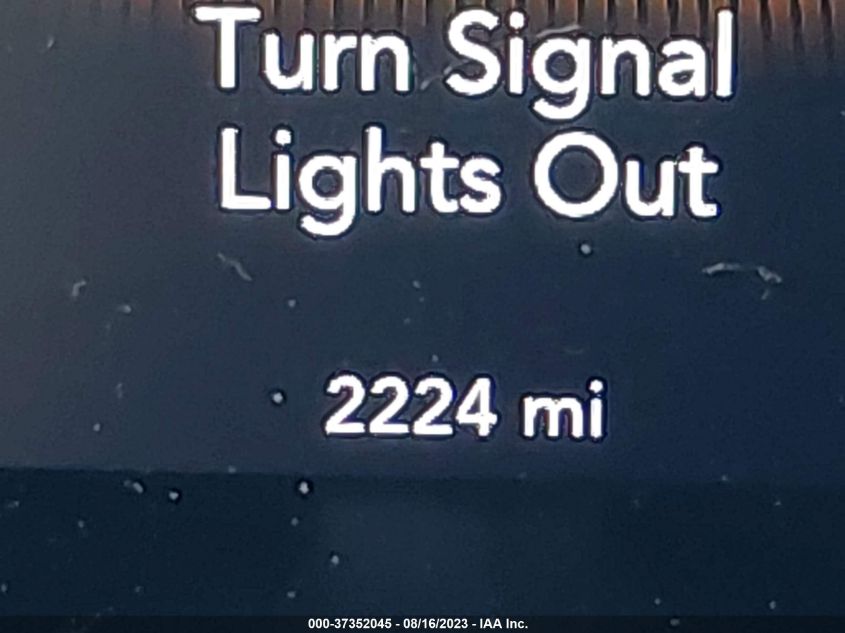 Turn Signal
Lights Out
2224 mi
000-37352045 - 08/16/2023 - IAA Inc.